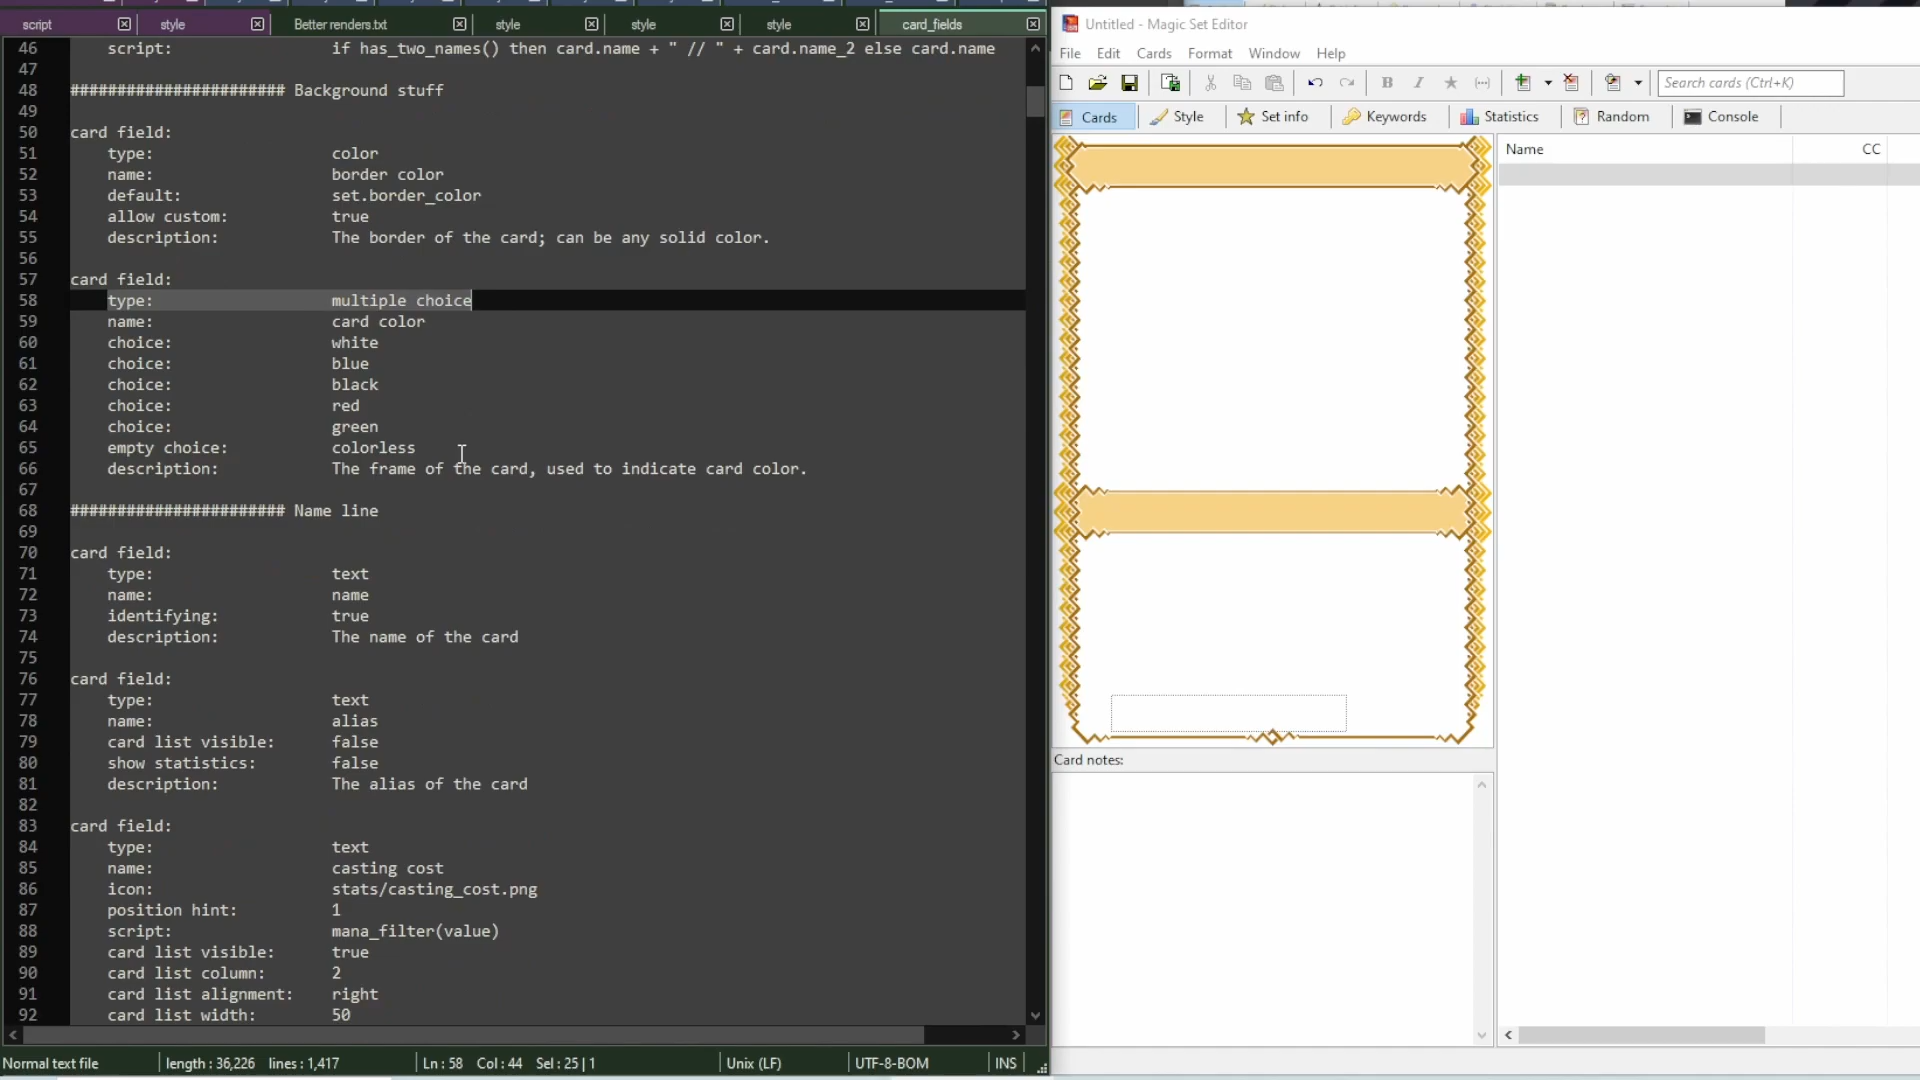 script
style
Better renders.txt
style
style
style
card_fields
46 script: if has_two_names() then card.name + " // " + card.name_2 else card.name
47
48 ####################### Background stuff
49
50 card field:
51 type: color
52 name: border color
53 default: set.border_color
54 allow custom: true
55 description: The border of the card; can be any solid color.
56
57 card field:
58 type: multiple choice
59 name: card color
60 choice: white
61 choice: blue
62 choice: black
63 choice: red
64 choice: green
65 empty choice: colorless
66 description: The frame of the card, used to indicate card color.
67
68 ####################### Name line
69
70 card field:
71 type: text
72 name: name
73 identifying: true
74 description: The name of the card
75
76 card field:
77 type: text
78 name: alias
79 card list visible: false
80 show statistics: false
81 description: The alias of the card
82
83 card field:
84 type: text
85 name: casting cost
86 icon: stats/casting_cost.png
87 position hint: 1
88 script: mana_filter(value)
89 card list visible: true
90 card list column: 2
91 card list alignment: right
92 card list width: 50
Normal text file length : 36,226 lines : 1,417 Ln : 58 Col : 44 Sel : 25 | 1 Unix (LF) UTF-8-BOM INS
Untitled - Magic Set Editor
File Edit Cards Format Window Help
B I Search cards (Ctrl+K)
Cards Style Set info Keywords Statistics Random Console
Name CC
Card notes: